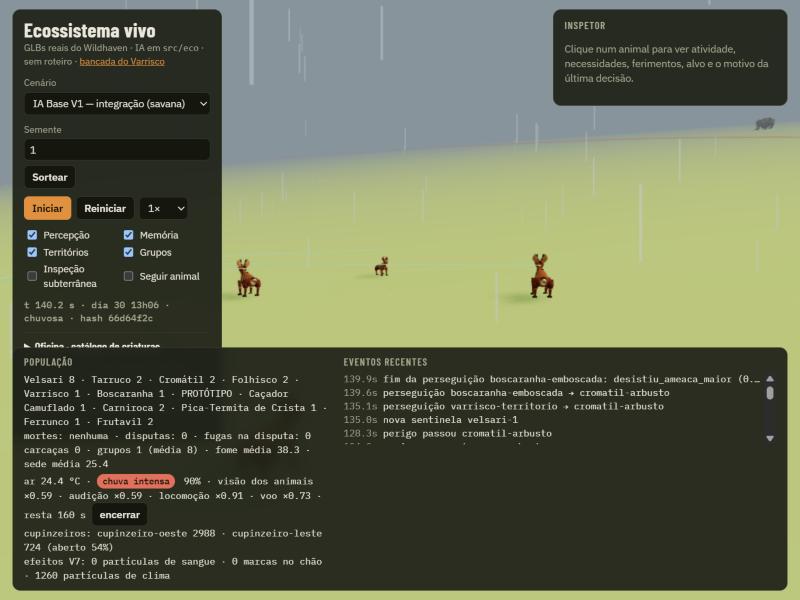 Ecossistema vivo
GLBs reais do Wildhaven · IA em src/eco ·
sem roteiro · bancada do Varrisco
Cenário
IA Base V1 — integração (savana)
Semente
1
Sortear
Iniciar
Reiniciar
1×
Percepção
Memória
Territórios
Grupos
Inspeção
subterrânea
Seguir animal
t 140.2 s · dia 30 13h06 ·
chuvosa · hash 66d64f2c
▶ Oficina · catálogo de criaturas
INSPETOR
Clique num animal para ver atividade,
necessidades, ferimentos, alvo e o motivo da
última decisão.
POPULAÇÃO
Velsari 8 · Tarruco 2 · Cromátil 2 · Folhisco 2 ·
Varrisco 1 · Boscaranha 1 · PROTÓTIPO · Caçador
Camuflado 1 · Carniroca 2 · Pica-Termita de Crista 1 ·
Ferrunco 1 · Frutavil 2
mortes: nenhuma · disputas: 0 · fugas na disputa: 0
carcaças 0 · grupos 1 (média 8) · fome média 38.3 ·
sede média 25.4
ar 24.4 °C · chuva intensa 90% · visão dos animais
×0.59 · audição ×0.59 · locomoção ×0.91 · voo ×0.73 ·
resta 160 s encerrar
cupinzeiros: cupinzeiro-oeste 2988 · cupinzeiro-leste
724 (aberto 54%)
efeitos V7: 0 partículas de sangue · 0 marcas no chão
· 1260 partículas de clima
EVENTOS RECENTES
139.9s fim da perseguição boscaranha-emboscada: desistiu_ameaca_maior (0.…
139.6s perseguição boscaranha-emboscada → cromatil-arbusto
135.1s perseguição varrisco-territorio → cromatil-arbusto
135.0s nova sentinela velsari-1
128.3s perigo passou cromatil-arbusto